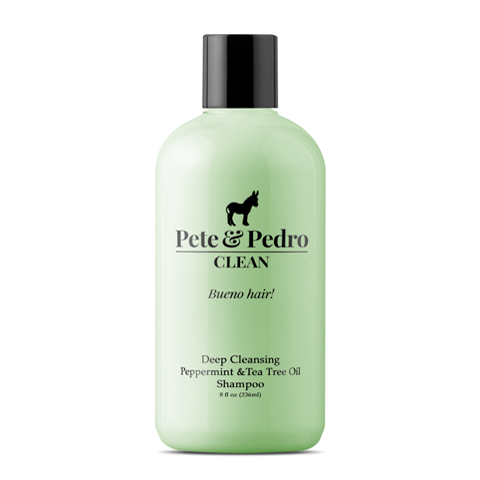 Pete & Pedro
CLEAN
Bueno hair!
Deep Cleansing
Peppermint &Tea Tree Oil
Shampoo
8 fl oz (236ml)